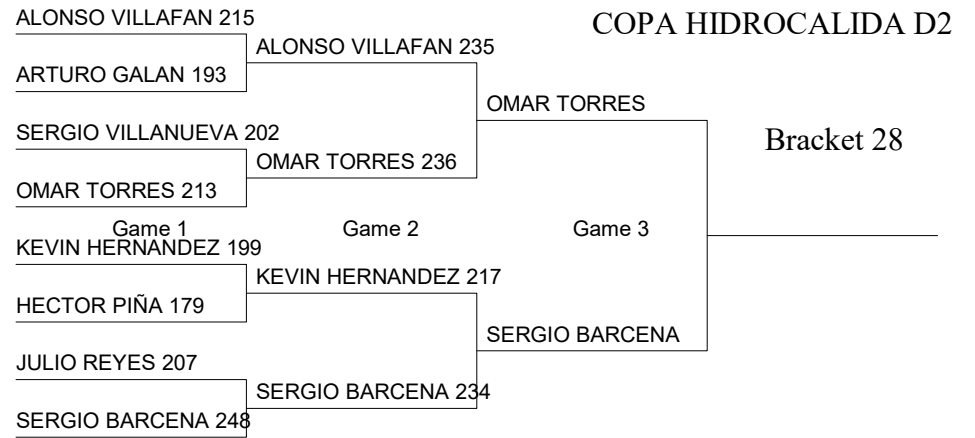 COPA HIDROCALIDA D2
Bracket 28
ALONSO VILLAFAN 215
ARTURO GALAN 193
SERGIO VILLANUEVA 202
OMAR TORRES 213
Game 1
KEVIN HERNANDEZ 199
HECTOR PIÑA 179
JULIO REYES 207
SERGIO BARCENA 248
ALONSO VILLAFAN 235
OMAR TORRES 236
Game 2
KEVIN HERNANDEZ 217
SERGIO BARCENA 234
OMAR TORRES
Game 3
SERGIO BARCENA